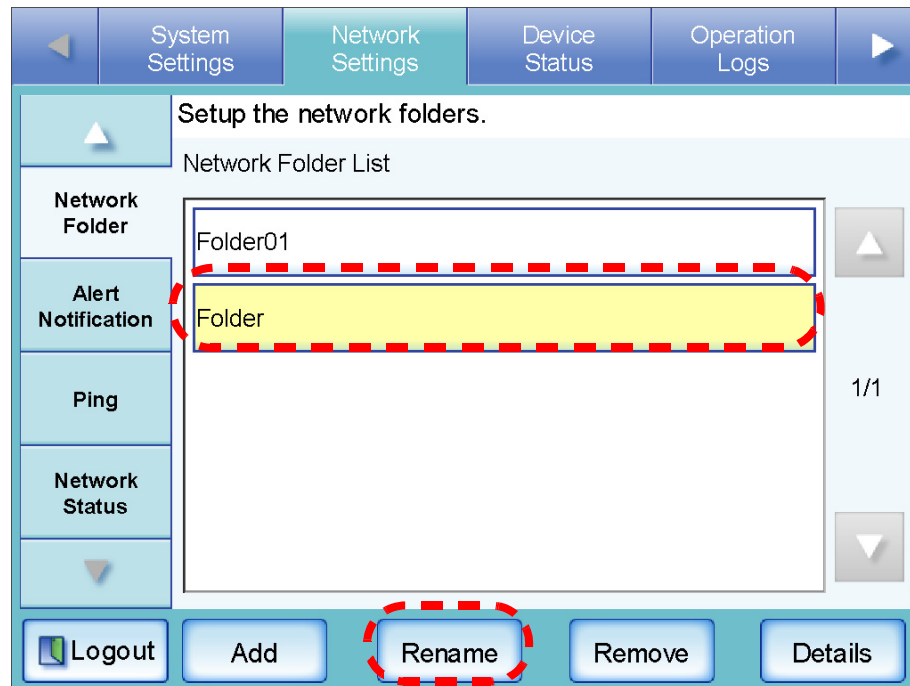 System
Settings
Network
Settings
Device
Status
Operation
Logs
Setup the network folders.
Network Folder List
Network
Folder
Alert
Notification
Ping
Network
Status
Folder01
Folder
1/1
Logout
Add
Rename
Remove
Details